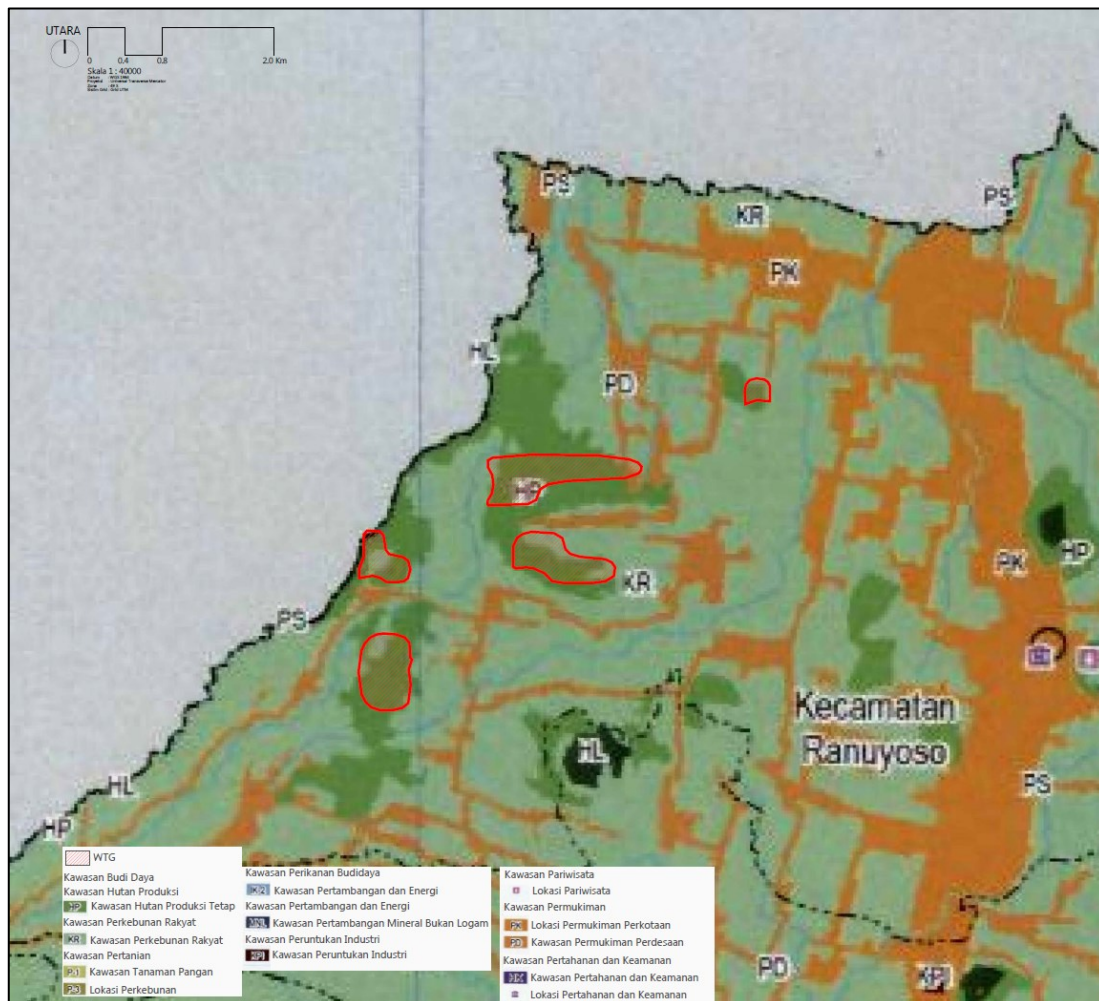 UTARA
0 0.4 0.8 2.0 Km
Skala 1 : 40000
PS
PS
KR
PK
HL
PD
HP
KR
PK
HP
PS
Kecamatan
Ranuyoso
HL
PS
HL
HP
PD
KPI
WTG
Kawasan Budi Daya
Kawasan Hutan Produksi
HP Kawasan Hutan Produksi Tetap
Kawasan Perkebunan Rakyat
KR Kawasan Perkebunan Rakyat
Kawasan Pertanian
P-1 Kawasan Tanaman Pangan
P-3 Lokasi Perkebunan
Kawasan Perikanan Budidaya
IK-2 Kawasan Pertambangan dan Energi
Kawasan Pertambangan dan Energi
Kawasan Pertambangan Mineral Bukan Logam
Kawasan Peruntukan Industri
KPI Kawasan Peruntukan Industri
Kawasan Pariwisata
Lokasi Pariwisata
Kawasan Permukiman
PK Lokasi Permukiman Perkotaan
PD Kawasan Permukiman Perdesaan
Kawasan Pertahanan dan Keamanan
HK Kawasan Pertahanan dan Keamanan
Lokasi Pertahanan dan Keamanan